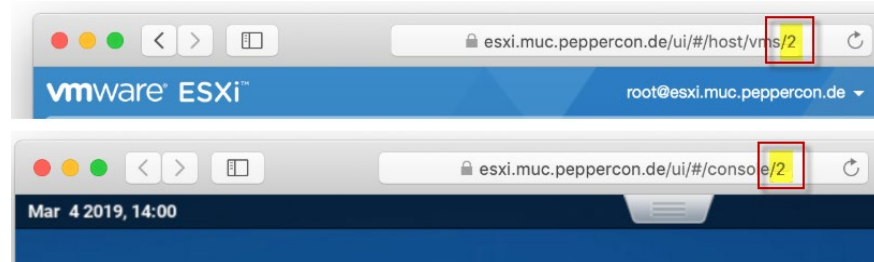 esxi.muc.peppercon.de/ui/#/host/vms/2
vmware® ESXi™
root@esxi.muc.peppercon.de
esxi.muc.peppercon.de/ui/#/console/2
Mar 4 2019, 14:00